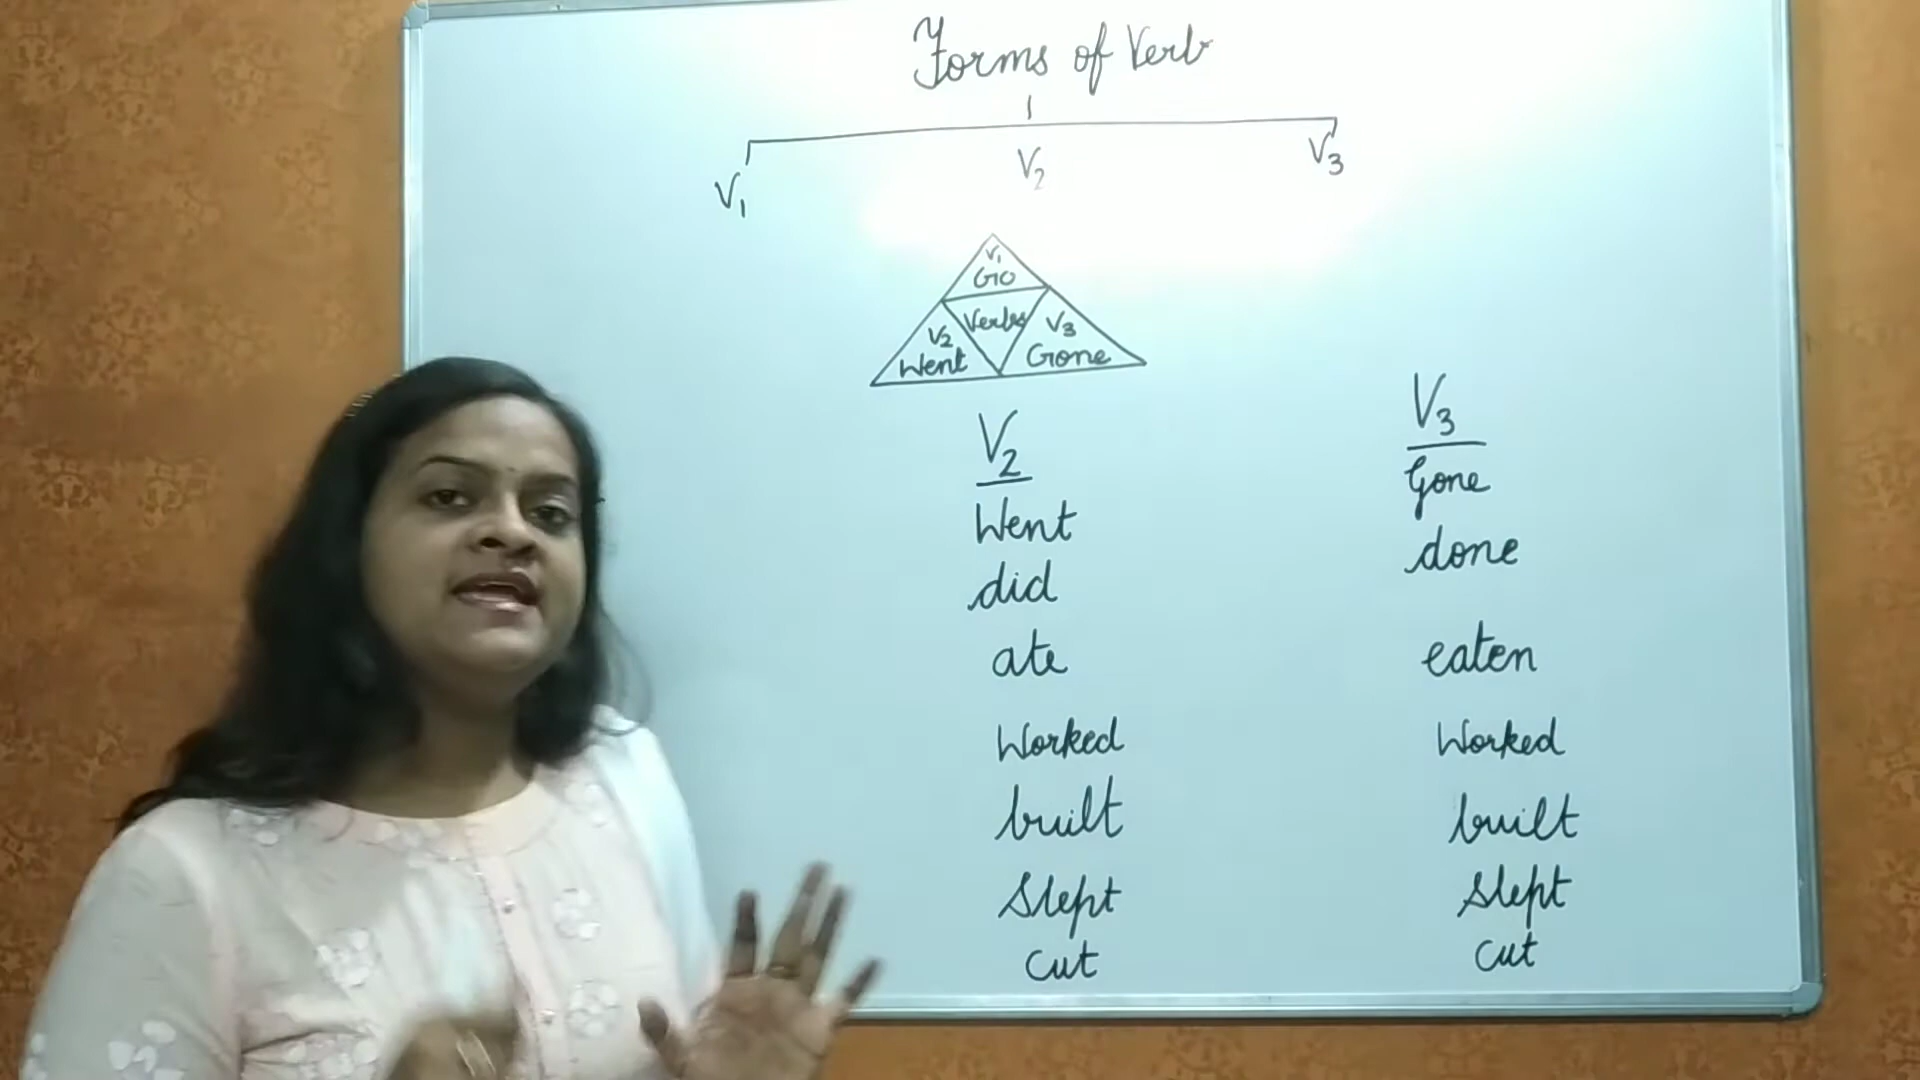 Forms of Verb
V1 V2 V3
V1
Go
Verbs
V2
Went
V3
Gone
V2 V3
Went Gone
did done
ate eaten
Worked Worked
built built
Slept Slept
cut cut